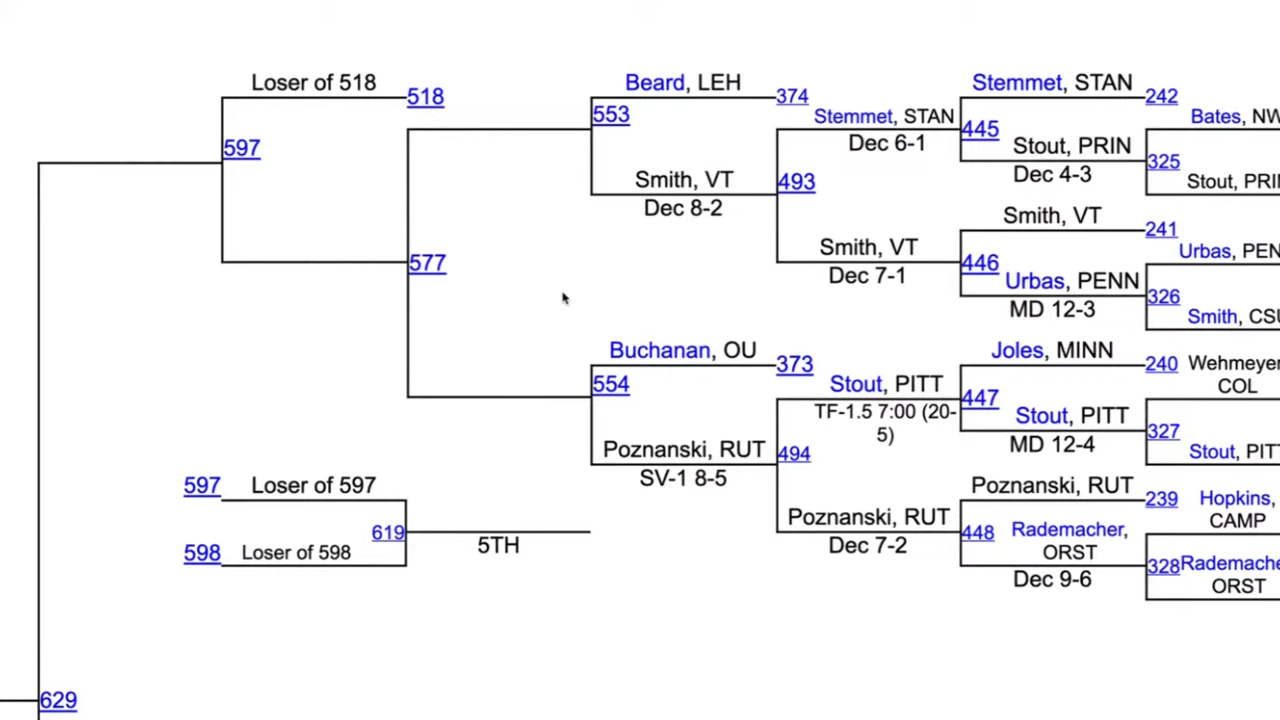 Loser of 518
518
597
577
Beard, LEH
374
553
Smith, VT
Dec 8-2
Stemmet, STAN
Dec 6-1
493
Smith, VT
Dec 7-1
Stemmet, STAN
242
445
Stout, PRIN
Dec 4-3
Smith, VT
241
446
Urbas, PENN
MD 12-3
Bates, NW
325
Stout, PRI
Urbas, PEN
326
Smith, CSU
Buchanan, OU
373
554
Poznanski, RUT
SV-1 8-5
Stout, PITT
TF-1.5 7:00 (20-
5)
494
Poznanski, RUT
Dec 7-2
Joles, MINN
240
447
Stout, PITT
MD 12-4
Poznanski, RUT
239
448
Rademacher,
ORST
Dec 9-6
Wehmeye
COL
327
Stout, PIT
Hopkins,
CAMP
328
Rademache
ORST
597
Loser of 597
619
5TH
598
Loser of 598
629